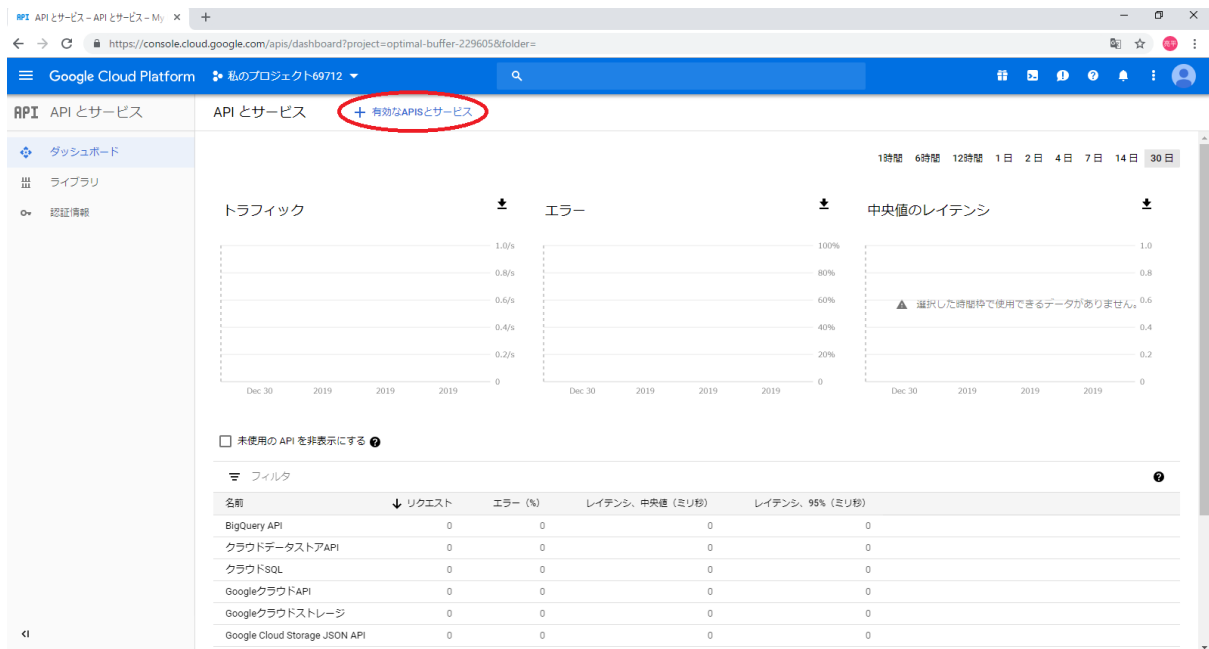 API API とサービス – API とサービス – My
https://console.cloud.google.com/apis/dashboard?project=optimal-buffer-229605&folder=
Google Cloud Platform 私のプロジェクト69712
API API とサービス
API とサービス + 有効なAPISとサービス
ダッシュボード
ライブラリ
認証情報
1時間 6時間 12時間 1日 2日 4日 7日 14日 30日
トラフィック
1.0/s
0.8/s
0.6/s
0.4/s
0.2/s
0
Dec 30 2019 2019 2019
エラー
100%
80%
60%
40%
20%
0
Dec 30 2019 2019 2019
中央値のレイテンシ
1.0
0.8
選択した時間枠で使用できるデータがありません。 0.6
0.4
0.2
0
Dec 30 2019 2019 2019
未使用の API を非表示にする
フィルタ
名前 リクエスト エラー（%） レイテンシ、中央値（ミリ秒） レイテンシ、95%（ミリ秒）
BigQuery API 0 0 0 0
クラウドデータストアAPI 0 0 0 0
クラウドSQL 0 0 0 0
GoogleクラウドAPI 0 0 0 0
Googleクラウドストレージ 0 0 0 0
Google Cloud Storage JSON API 0 0 0 0